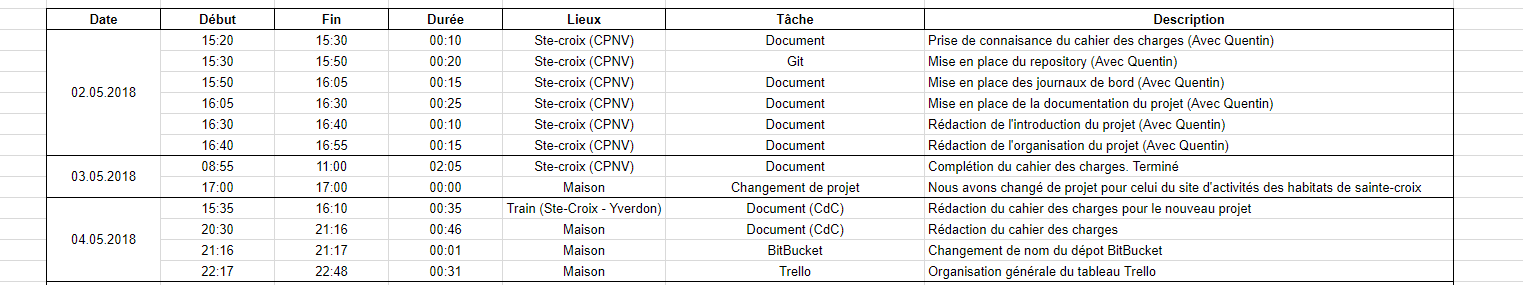 Date Début Fin Durée Lieux Tâche Description
02.05.2018
15:20 15:30 00:10 Ste-croix (CPNV) Document Prise de connaisance du cahier des charges (Avec Quentin)
15:30 15:50 00:20 Ste-croix (CPNV) Git Mise en place du repository (Avec Quentin)
15:50 16:05 00:15 Ste-croix (CPNV) Document Mise en place des journaux de bord (Avec Quentin)
16:05 16:30 00:25 Ste-croix (CPNV) Document Mise en place de la documentation du projet (Avec Quentin)
16:30 16:40 00:10 Ste-croix (CPNV) Document Rédaction de l'introduction du projet (Avec Quentin)
16:40 16:55 00:15 Ste-croix (CPNV) Document Rédaction de l'organisation du projet (Avec Quentin)
03.05.2018
08:55 11:00 02:05 Ste-croix (CPNV) Document Complétion du cahier des charges. Terminé
17:00 17:00 00:00 Maison Changement de projet Nous avons changé de projet pour celui du site d'activités des habitats de sainte-croix
04.05.2018
15:35 16:10 00:35 Train (Ste-Croix - Yverdon) Document (CdC) Rédaction du cahier des charges pour le nouveau projet
20:30 21:16 00:46 Maison Document (CdC) Rédaction du cahier des charges
21:16 21:17 00:01 Maison BitBucket Changement de nom du dépot BitBucket
22:17 22:48 00:31 Maison Trello Organisation générale du tableau Trello